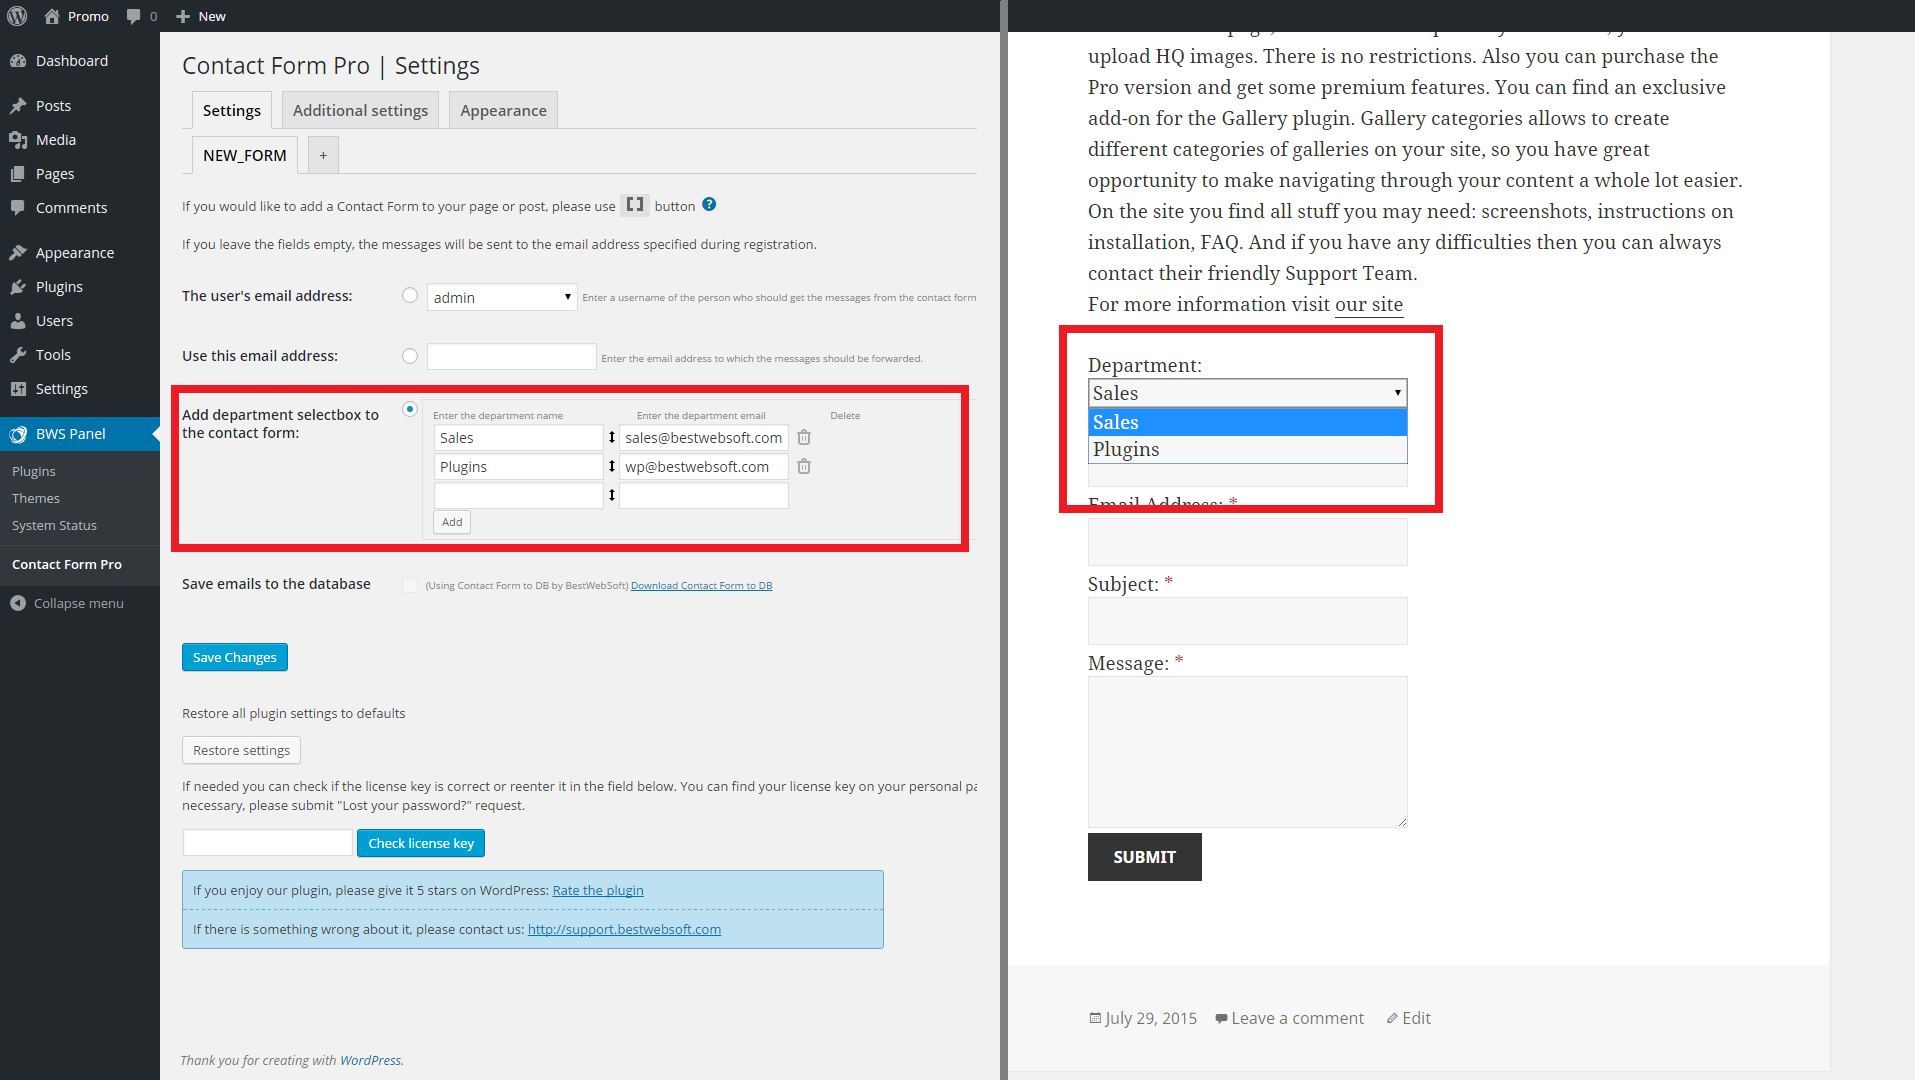 Promo 0 New
Dashboard
Posts
Media
Pages
Comments
Appearance
Plugins
Users
Tools
Settings
BWS Panel
Plugins
Themes
System Status
Contact Form Pro
Collapse menu
Contact Form Pro | Settings
Settings Additional settings Appearance
NEW_FORM +
If you would like to add a Contact Form to your page or post, please use [ ] button ?
If you leave the fields empty, the messages will be sent to the email address specified during registration.
The user's email address: admin Enter a username of the person who should get the messages from the contact form
Use this email address: Enter the email address to which the messages should be forwarded.
Add department selectbox to
the contact form:
Enter the department name Enter the department email Delete
Sales sales@bestwebsoft.com
Plugins wp@bestwebsoft.com
Add
Save emails to the database (Using Contact Form to DB by BestWebSoft) Download Contact Form to DB
Save Changes
Restore all plugin settings to defaults
Restore settings
If needed you can check if the license key is correct or reenter it in the field below. You can find your license key on your personal pa
necessary, please submit "Lost your password?" request.
Check license key
If you enjoy our plugin, please give it 5 stars on WordPress: Rate the plugin
If there is something wrong about it, please contact us: http://support.bestwebsoft.com
Thank you for creating with WordPress.
upload HQ images. There is no restrictions. Also you can purchase the
Pro version and get some premium features. You can find an exclusive
add-on for the Gallery plugin. Gallery categories allows to create
different categories of galleries on your site, so you have great
opportunity to make navigating through your content a whole lot easier.
On the site you find all stuff you may need: screenshots, instructions on
installation, FAQ. And if you have any difficulties then you can always
contact their friendly Support Team.
For more information visit our site
Department:
Sales
Sales
Plugins
Email Address: *
Subject: *
Message: *
SUBMIT
July 29, 2015 Leave a comment Edit